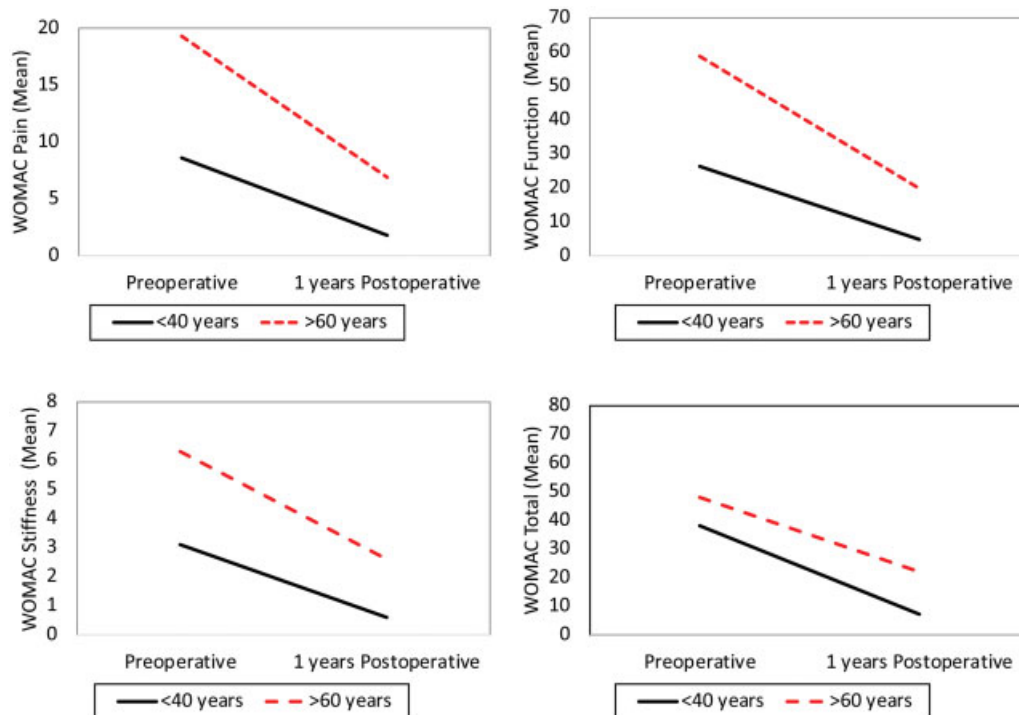 WOMAC Pain (Mean)
20
15
10
5
0
Preoperative 1 years Postoperative
<40 years >60 years
WOMAC Function (Mean)
70
60
50
40
30
20
10
0
Preoperative 1 years Postoperative
<40 years >60 years
WOMAC Stiffness (Mean)
8
7
6
5
4
3
2
1
0
Preoperative 1 years Postoperative
<40 years >60 years
WOMAC Total (Mean)
80
70
60
50
40
30
20
10
0
Preoperative 1 years Postoperative
<40 years >60 years